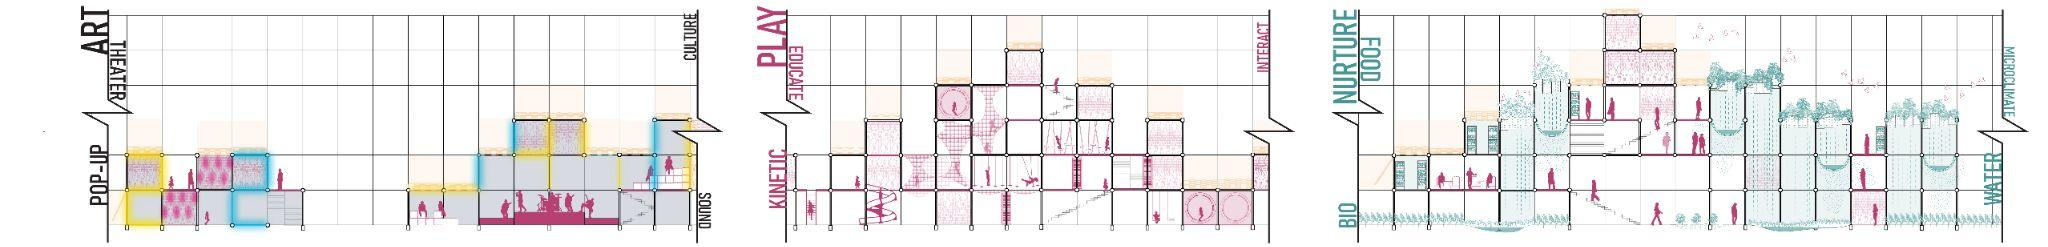 ART
THEATER
POP-UP
CULTURE
SOUND
PLAY
EDUCATE
KINETIC
INTERACT
NURTURE
FOOD
BIO
MICROCLIMATE
WATER